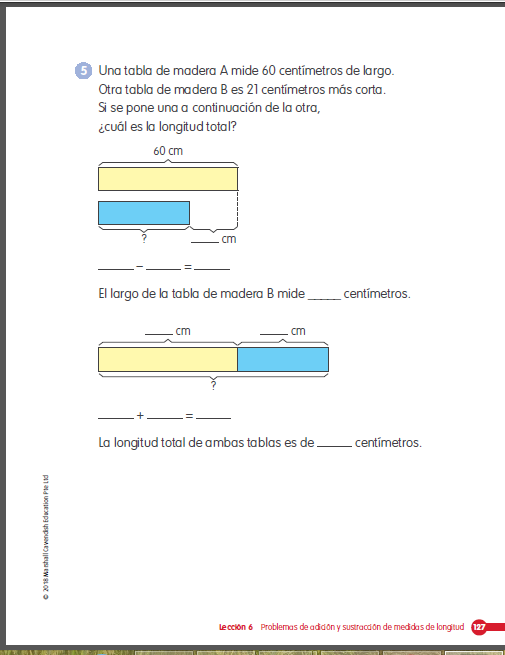 5 Una tabla de madera A mide 60 centímetros de largo.
Otra tabla de madera B es 21 centímetros más corta.
Si se pone una a continuación de la otra,
¿cuál es la longitud total?
60 cm
? _____ cm
_____ – _____ = _____
El largo de la tabla de madera B mide _____ centímetros.
_____ cm _____ cm
?
_____ + _____ = _____
La longitud total de ambas tablas es de _____ centímetros.
© 2018 Marshall Cavendish Education Pte Ltd
Lección 6 Problemas de adición y sustracción de medidas de longitud 127